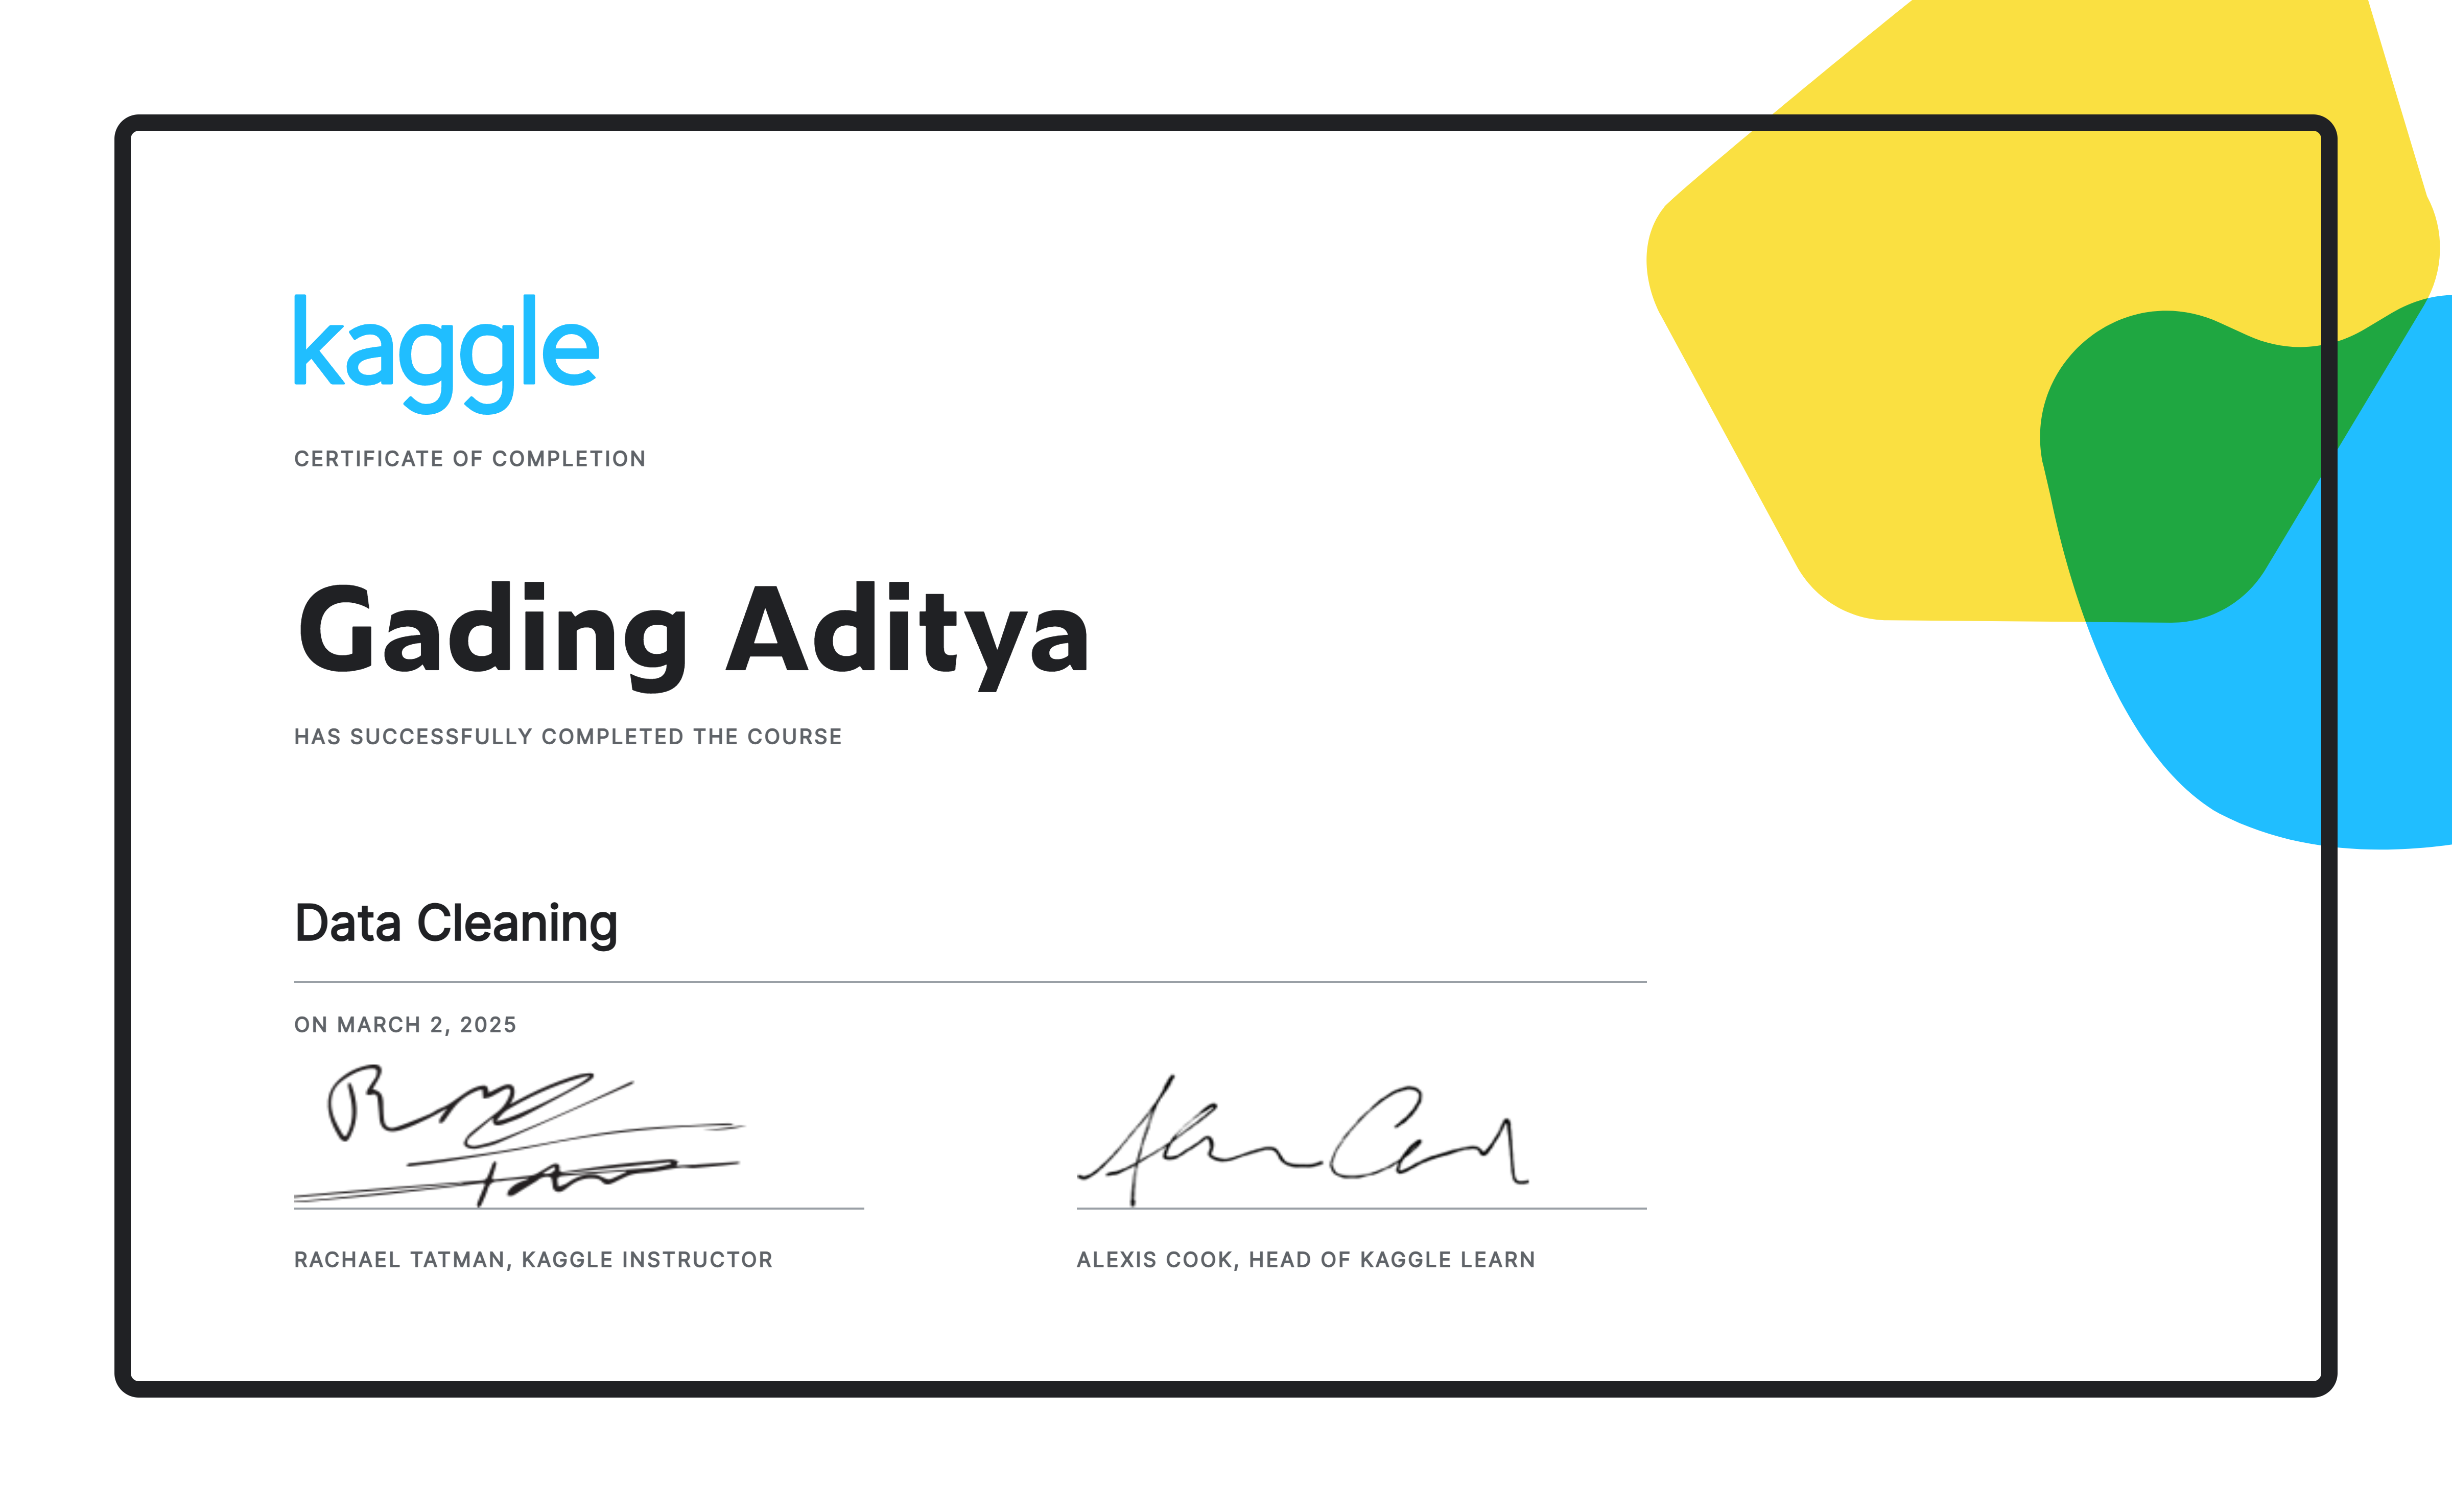 kaggle
CERTIFICATE OF COMPLETION
Gading Aditya
HAS SUCCESSFULLY COMPLETED THE COURSE
Data Cleaning
ON MARCH 2, 2025
RACHAEL TATMAN, KAGGLE INSTRUCTOR
ALEXIS COOK, HEAD OF KAGGLE LEARN